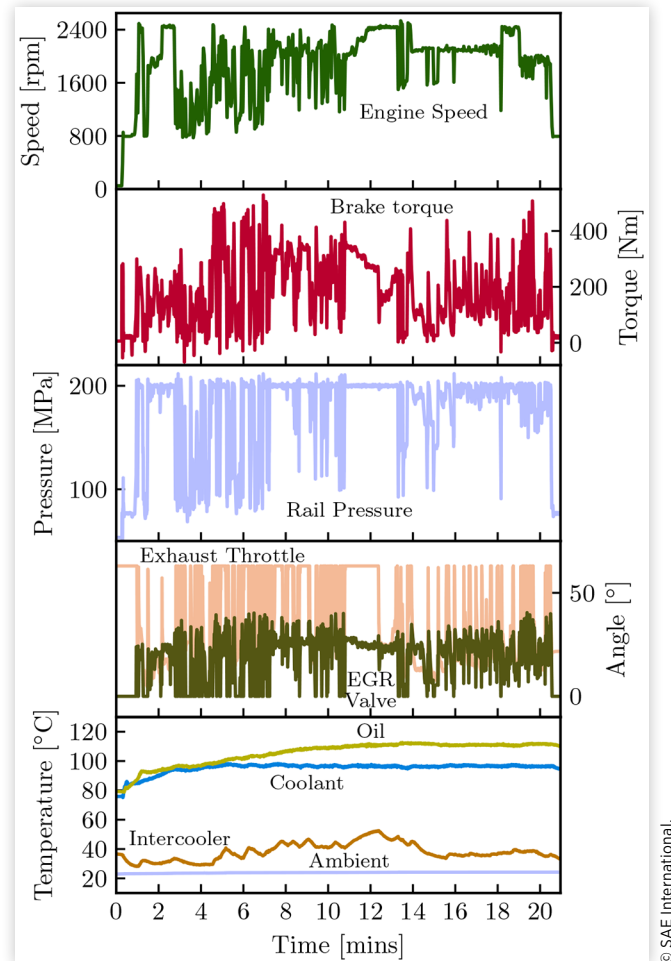 2400
1600
800
0
Speed [rpm]
Engine Speed
Brake torque
400
200
0
Torque [Nm]
200
100
Pressure [MPa]
Rail Pressure
Exhaust Throttle
50
0
Angle [°]
EGR
Valve
120
100
80
60
40
20
Temperature [°C]
Oil
Coolant
Intercooler
Ambient
0 2 4 6 8 10 12 14 16 18 20
Time [mins]
© SAE International.